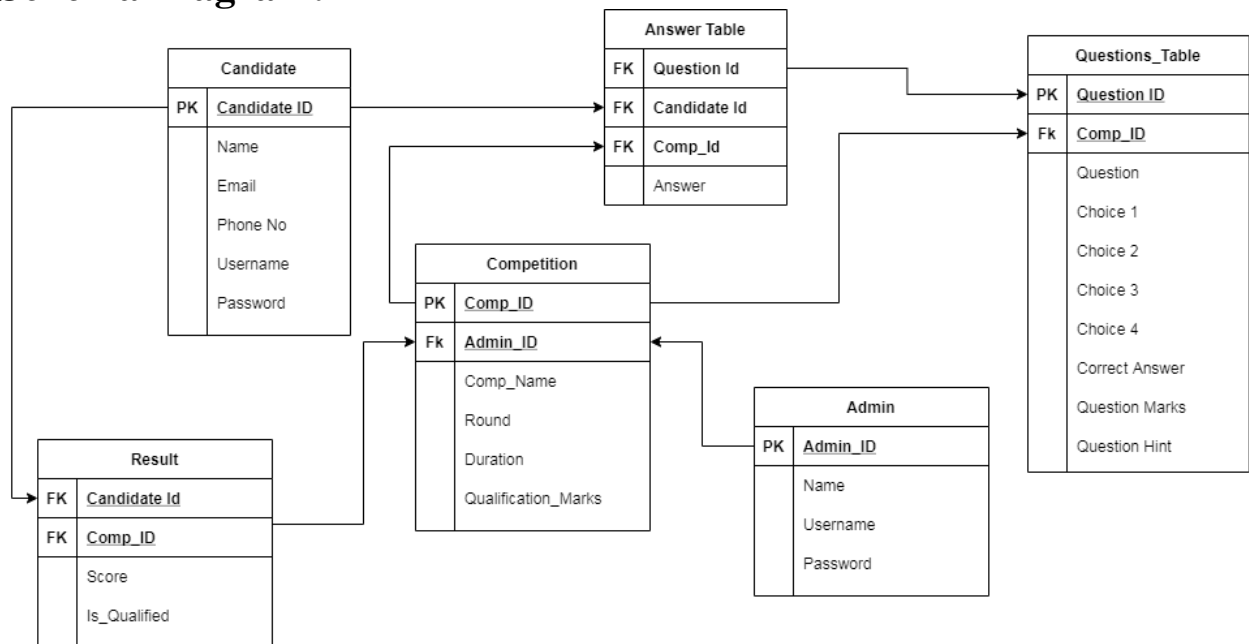 Answer Table
FK Question Id
FK Candidate Id
FK Comp_Id
Answer
Candidate
PK Candidate ID
Name
Email
Phone No
Username
Password
Questions_Table
PK Question ID
Fk Comp_ID
Question
Choice 1
Choice 2
Choice 3
Choice 4
Correct Answer
Question Marks
Question Hint
Competition
PK Comp_ID
Fk Admin_ID
Comp_Name
Round
Duration
Qualification_Marks
Admin
PK Admin_ID
Name
Username
Password
Result
FK Candidate Id
FK Comp_ID
Score
Is_Qualified